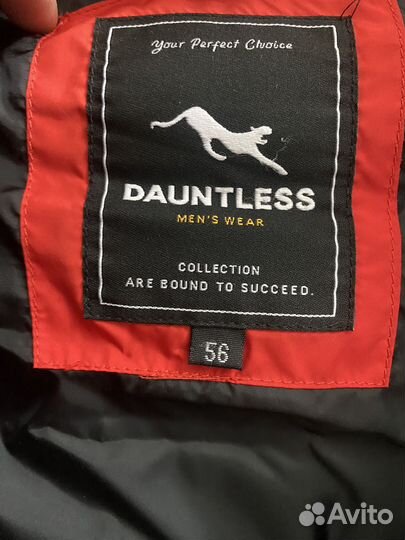 Your Perfect Choice
DAUNTLESS
MEN'S WEAR
COLLECTION
ARE BOUND TO SUCCEED.
56
Avito